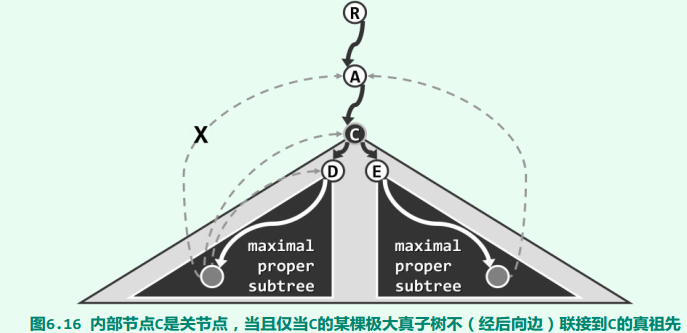 R
A
X
C
D E
maximal
proper
subtree
maximal
proper
subtree
图6.16 内部节点C是关节点，当且仅当C的某棵极大真子树不（经后向边）联接到C的真祖先